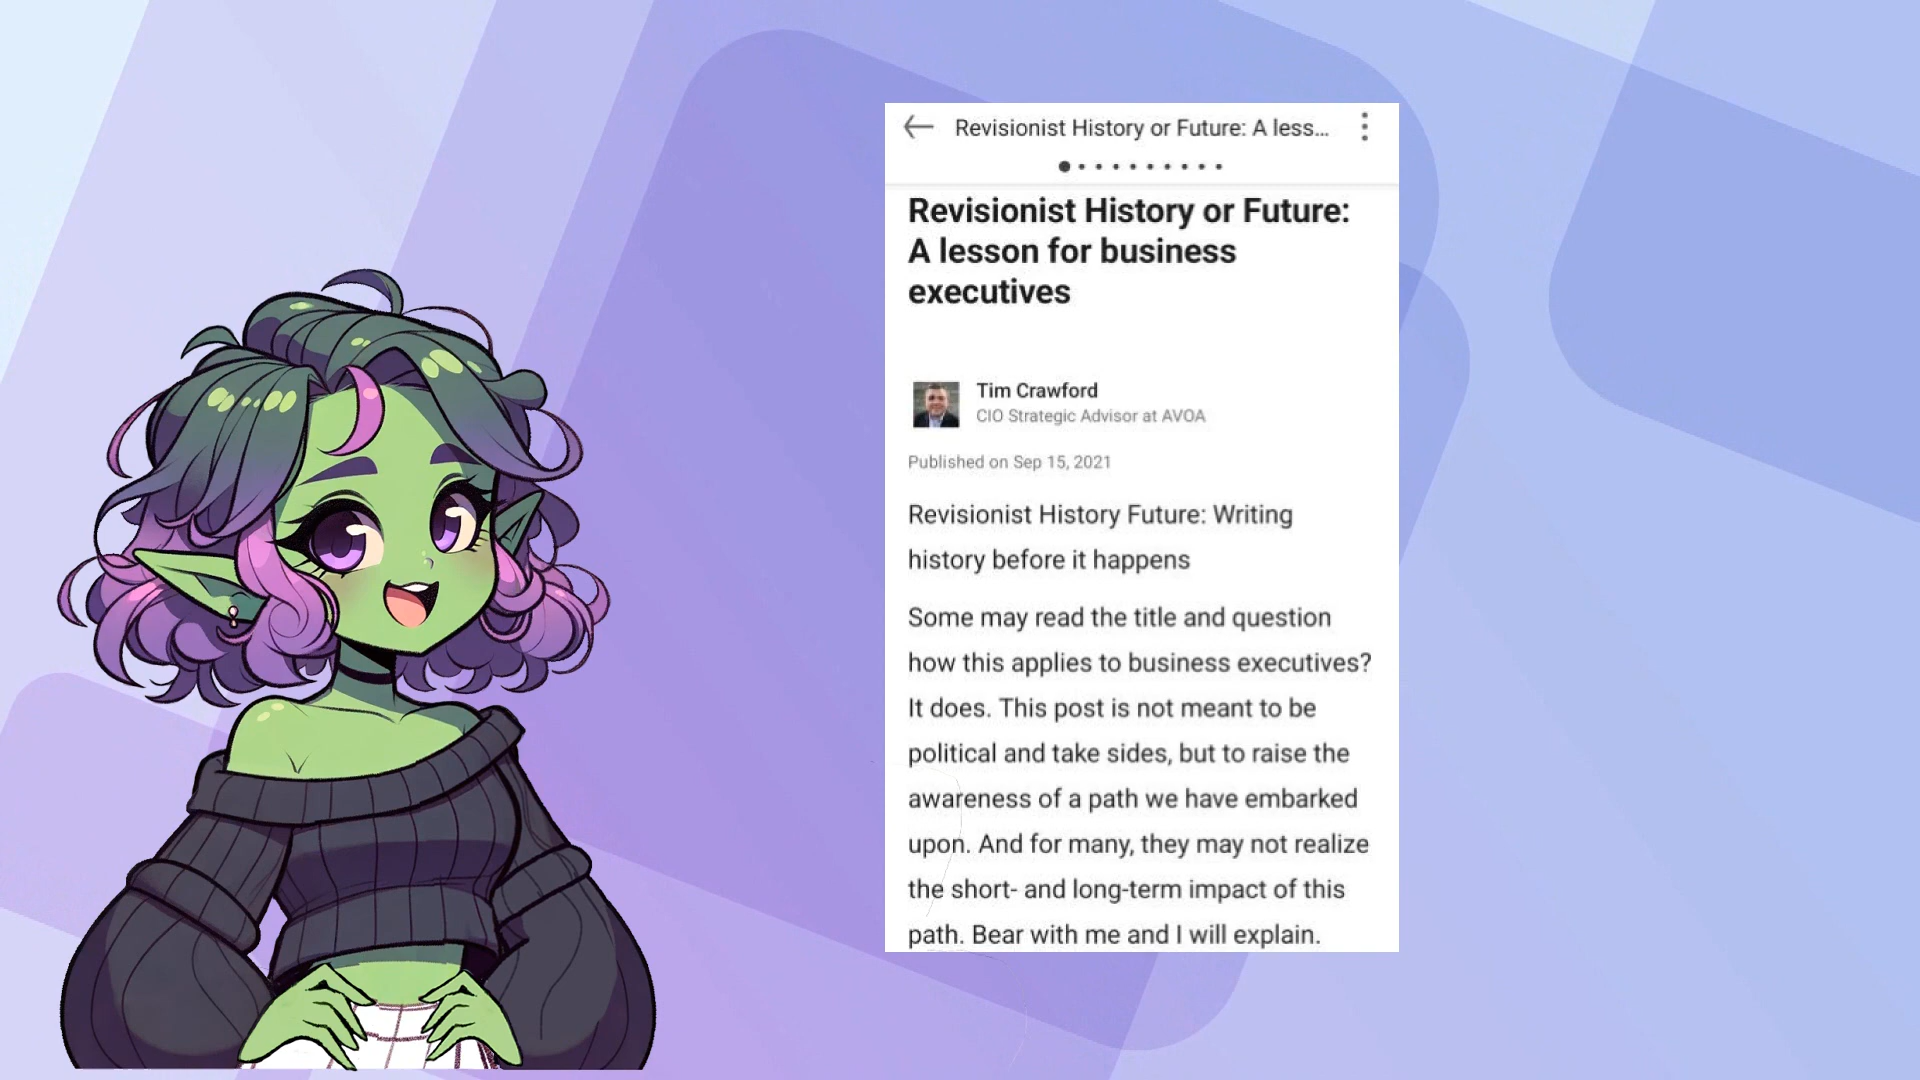 Revisionist History or Future: A less...
Revisionist History or Future:
A lesson for business
executives
Tim Crawford
CIO Strategic Advisor at AVOA
Published on Sep 15, 2021
Revisionist History Future: Writing
history before it happens
Some may read the title and question
how this applies to business executives?
It does. This post is not meant to be
political and take sides, but to raise the
awareness of a path we have embarked
upon. And for many, they may not realize
the short- and long-term impact of this
path. Bear with me and I will explain.